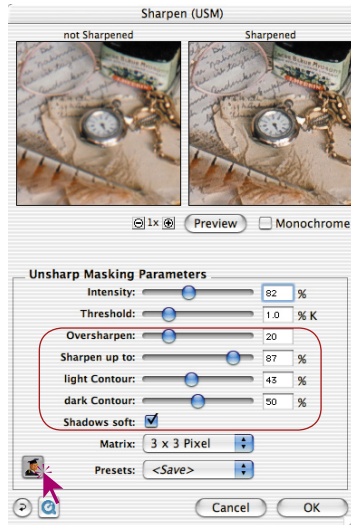 Sharpen (USM)
not Sharpened Sharpened
1x Preview Monochrome
Unsharp Masking Parameters
Intensity: 82 %
Threshold: 1.0 % K
Oversharpen: 20
Sharpen up to: 87 %
light Contour: 43 %
dark Contour: 50 %
Shadows soft:
Matrix: 3 x 3 Pixel
Presets: <Save>
Cancel OK